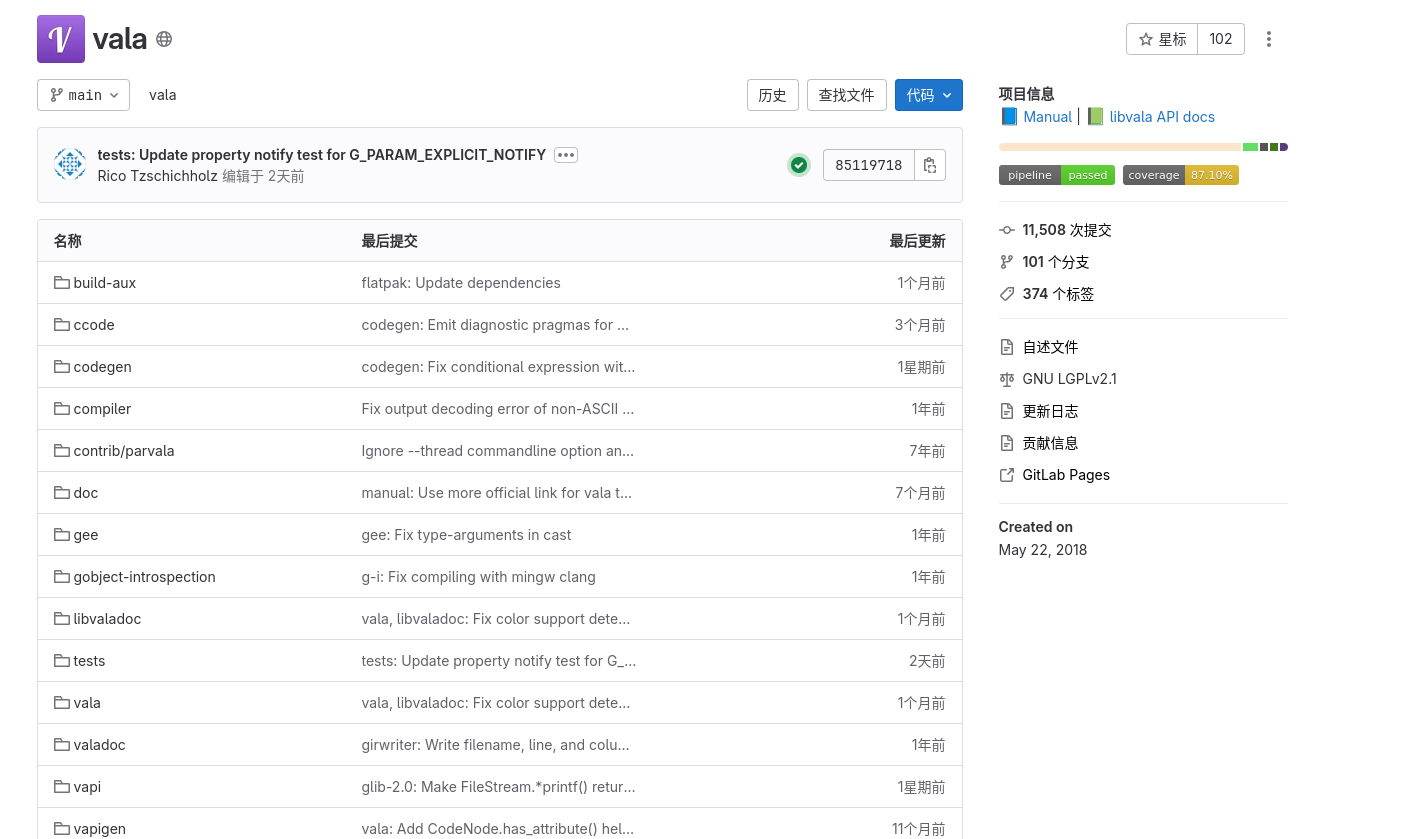 V vala
星标 102
main vala 历史 查找文件 代码
tests: Update property notify test for G_PARAM_EXPLICIT_NOTIFY
Rico Tzschichholz 编辑于 2天前
85119718
名称 最后提交 最后更新
build-aux flatpak: Update dependencies 1个月前
ccode codegen: Emit diagnostic pragmas for ... 3个月前
codegen codegen: Fix conditional expression wit... 1星期前
compiler Fix output decoding error of non-ASCII ... 1年前
contrib/parvala Ignore --thread commandline option an... 7年前
doc manual: Use more official link for vala t... 7个月前
gee gee: Fix type-arguments in cast 1年前
gobject-introspection g-i: Fix compiling with mingw clang 1年前
libvaladoc vala, libvaladoc: Fix color support dete... 1个月前
tests tests: Update property notify test for G_... 2天前
vala vala, libvaladoc: Fix color support dete... 1个月前
valadoc girwriter: Write filename, line, and colu... 1年前
vapi glib-2.0: Make FileStream.*printf() retur... 1星期前
vapigen vala: Add CodeNode.has_attribute() hel... 11个月前
项目信息
Manual | libvala API docs
pipeline passed coverage 87.10%
11,508 次提交
101 个分支
374 个标签
自述文件
GNU LGPLv2.1
更新日志
贡献信息
GitLab Pages
Created on
May 22, 2018